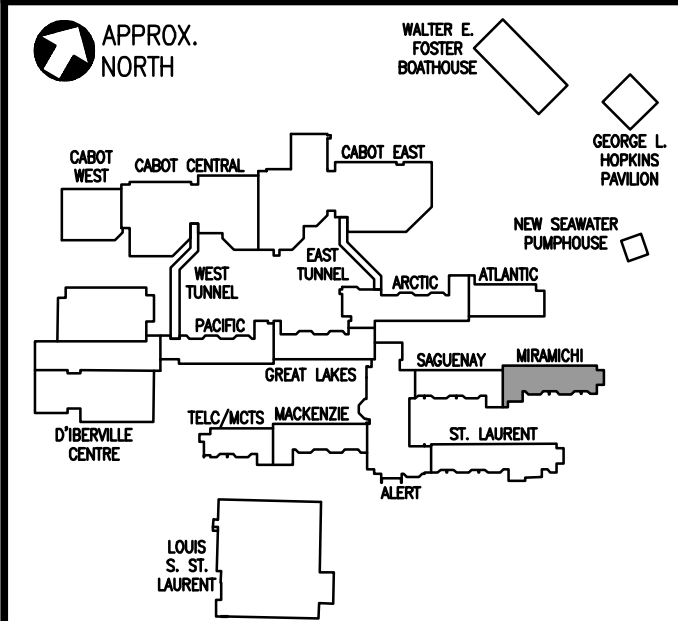 APPROX.
NORTH
WALTER E.
FOSTER
BOATHOUSE
GEORGE L.
HOPKINS
PAVILION
CABOT
WEST
CABOT CENTRAL
CABOT EAST
NEW SEAWATER
PUMPHOUSE
WEST
TUNNEL
EAST
TUNNEL
ARCTIC
ATLANTIC
PACIFIC
GREAT LAKES
SAGUENAY
MIRAMICHI
D'IBERVILLE
CENTRE
TELC/MCTS
MACKENZIE
ST. LAURENT
ALERT
LOUIS
S. ST.
LAURENT